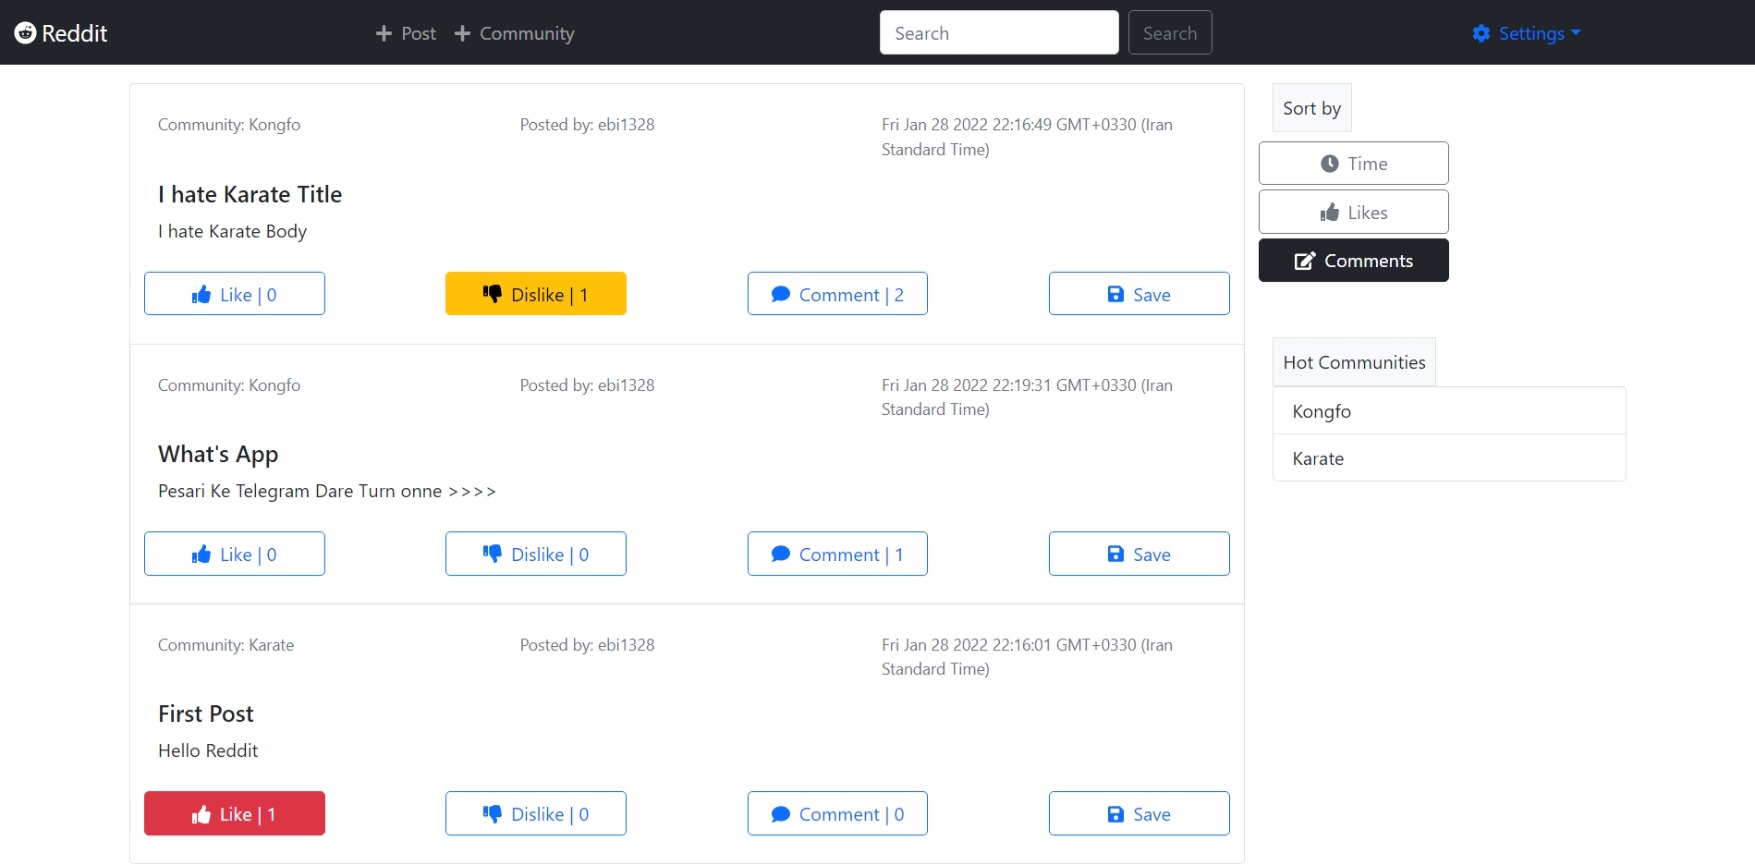 Reddit
Post
Community
Search
Search
Settings
Community: Kongfo
Posted by: ebi1328
Fri Jan 28 2022 22:16:49 GMT+0330 (Iran
Standard Time)
I hate Karate Title
I hate Karate Body
Like | 0
Dislike | 1
Comment | 2
Save
Community: Kongfo
Posted by: ebi1328
Fri Jan 28 2022 22:19:31 GMT+0330 (Iran
Standard Time)
What's App
Pesari Ke Telegram Dare Turn onne >>>>
Like | 0
Dislike | 0
Comment | 1
Save
Community: Karate
Posted by: ebi1328
Fri Jan 28 2022 22:16:01 GMT+0330 (Iran
Standard Time)
First Post
Hello Reddit
Like | 1
Dislike | 0
Comment | 0
Save
Sort by
Time
Likes
Comments
Hot Communities
Kongfo
Karate